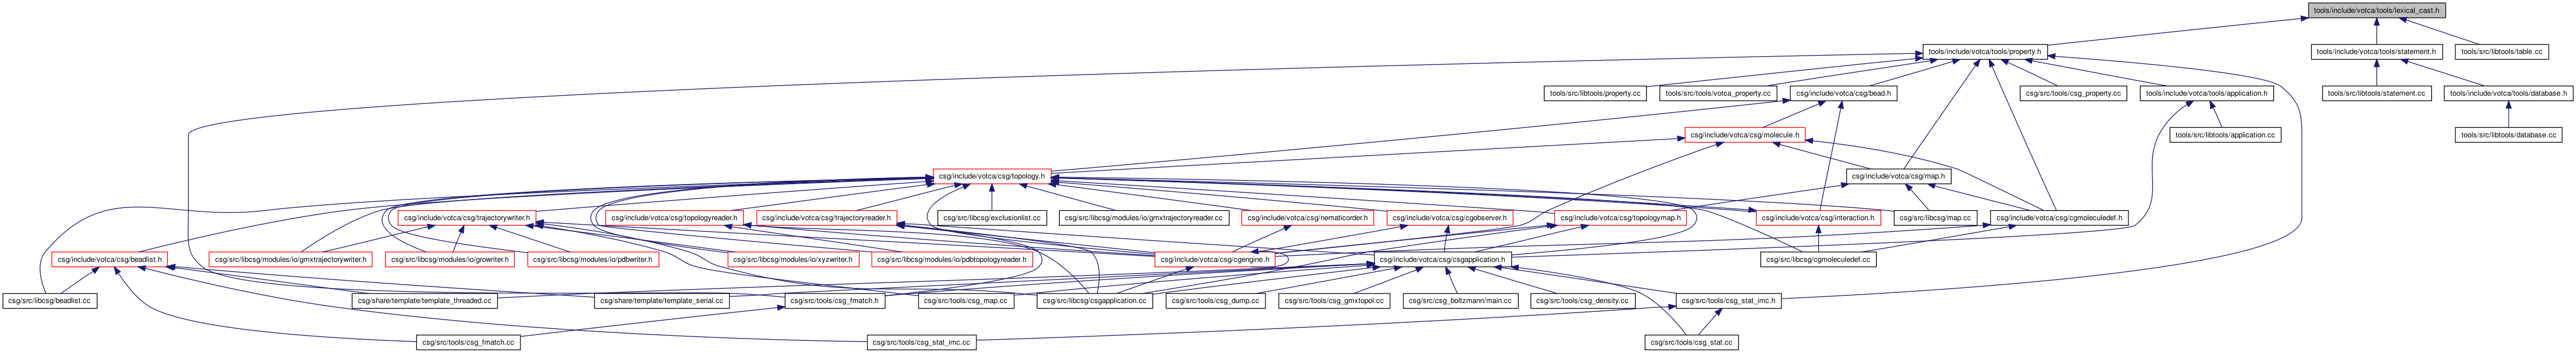 tools/include/votca/tools/lexical_cast.h
tools/include/votca/tools/property.h
tools/include/votca/tools/statement.h
tools/src/libtools/table.cc
tools/src/libtools/property.cc
tools/src/tools/votca_property.cc
csg/include/votca/csg/bead.h
csg/src/tools/csg_property.cc
tools/include/votca/tools/application.h
tools/src/libtools/statement.cc
tools/include/votca/tools/database.h
csg/include/votca/csg/molecule.h
tools/src/libtools/application.cc
tools/src/libtools/database.cc
csg/include/votca/csg/topology.h
csg/include/votca/csg/map.h
csg/include/votca/csg/trajectorywriter.h
csg/include/votca/csg/topologyreader.h
csg/include/votca/csg/trajectoryreader.h
csg/src/libcsg/exclusionlist.cc
csg/src/libcsg/modules/io/gmxtrajectoryreader.cc
csg/include/votca/csg/nematicorder.h
csg/include/votca/csg/cgobserver.h
csg/include/votca/csg/topologymap.h
csg/include/votca/csg/interaction.h
csg/src/libcsg/map.cc
csg/include/votca/csg/cgmoleculedef.h
csg/include/votca/csg/beadlist.h
csg/src/libcsg/modules/io/gmxtrajectorywriter.h
csg/src/libcsg/modules/io/growriter.h
csg/src/libcsg/modules/io/pdbwriter.h
csg/src/libcsg/modules/io/xyzwriter.h
csg/src/libcsg/modules/io/pdbtopologyreader.h
csg/include/votca/csg/cgengine.h
csg/include/votca/csg/csgapplication.h
csg/src/libcsg/cgmoleculedef.cc
csg/src/libcsg/beadlist.cc
csg/share/template/template_threaded.cc
csg/share/template/template_serial.cc
csg/src/tools/csg_fmatch.h
csg/src/tools/csg_map.cc
csg/src/libcsg/csgapplication.cc
csg/src/tools/csg_dump.cc
csg/src/tools/csg_gmxtopol.cc
csg/src/csg_boltzmann/main.cc
csg/src/tools/csg_density.cc
csg/src/tools/csg_stat_imc.h
csg/src/tools/csg_fmatch.cc
csg/src/tools/csg_stat_imc.cc
csg/src/tools/csg_stat.cc